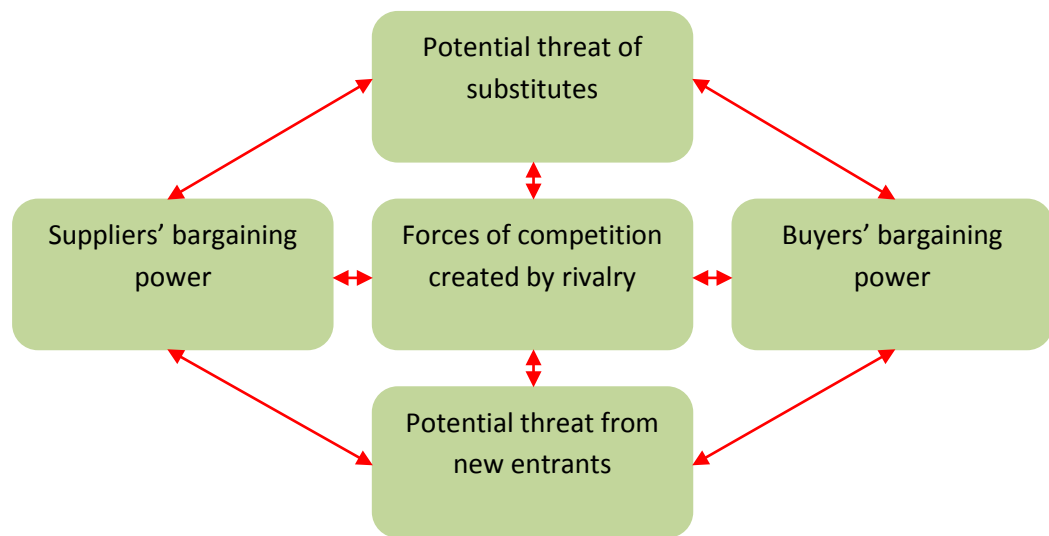 Potential threat of
substitutes
Suppliers’ bargaining
power
Forces of competition
created by rivalry
Buyers’ bargaining
power
Potential threat from
new entrants